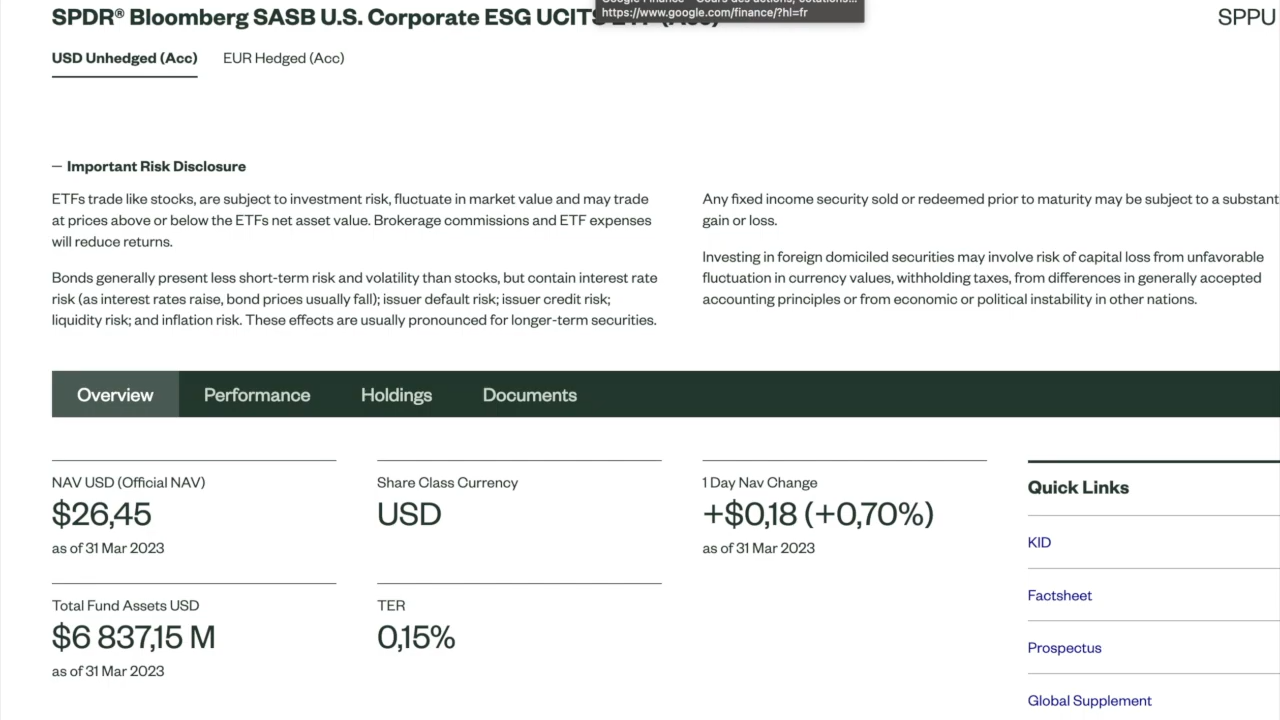 Google Finance - Cours des actions, cotations...
https://www.google.com/finance/?hl=fr
SPDR® Bloomberg SASB U.S. Corporate ESG UCITS ETF (Acc)
SPPU
USD Unhedged (Acc)
EUR Hedged (Acc)
— Important Risk Disclosure
ETFs trade like stocks, are subject to investment risk, fluctuate in market value and may trade
at prices above or below the ETFs net asset value. Brokerage commissions and ETF expenses
will reduce returns.
Bonds generally present less short-term risk and volatility than stocks, but contain interest rate
risk (as interest rates raise, bond prices usually fall); issuer default risk; issuer credit risk;
liquidity risk; and inflation risk. These effects are usually pronounced for longer-term securities.
Any fixed income security sold or redeemed prior to maturity may be subject to a substant
gain or loss.
Investing in foreign domiciled securities may involve risk of capital loss from unfavorable
fluctuation in currency values, withholding taxes, from differences in generally accepted
accounting principles or from economic or political instability in other nations.
Overview
Performance
Holdings
Documents
NAV USD (Official NAV)
$26,45
as of 31 Mar 2023
Share Class Currency
USD
1 Day Nav Change
+$0,18 (+0,70%)
as of 31 Mar 2023
Total Fund Assets USD
$6 837,15 M
as of 31 Mar 2023
TER
0,15%
Quick Links
KID
Factsheet
Prospectus
Global Supplement